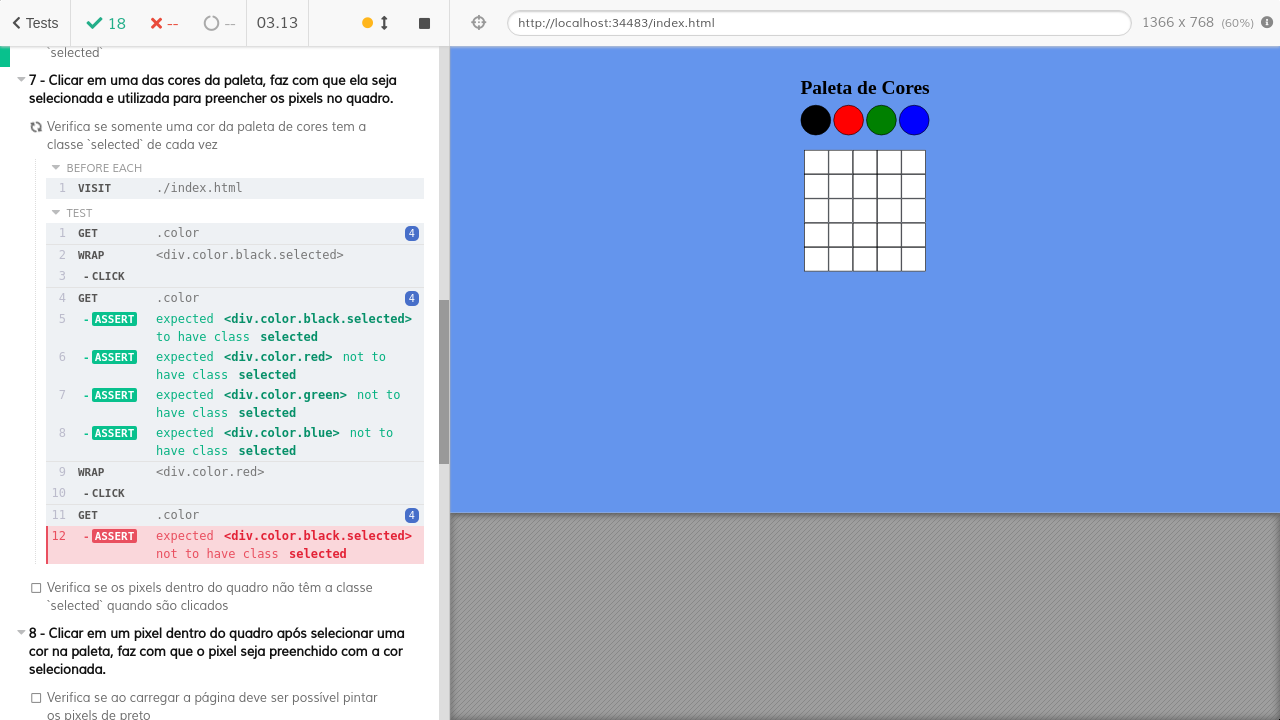 Tests
18
--
--
03.13
http://localhost:34483/index.html
1366 x 768 (60%)
`selected`
7 - Clicar em uma das cores da paleta, faz com que ela seja
selecionada e utilizada para preencher os pixels no quadro.
Verifica se somente uma cor da paleta de cores tem a
classe `selected` de cada vez
BEFORE EACH
1 VISIT ./index.html
TEST
1 GET .color 4
2 WRAP <div.color.black.selected>
3 -CLICK
4 GET .color 4
5 -ASSERT expected <div.color.black.selected>
to have class selected
6 -ASSERT expected <div.color.red> not to
have class selected
7 -ASSERT expected <div.color.green> not to
have class selected
8 -ASSERT expected <div.color.blue> not to
have class selected
9 WRAP <div.color.red>
10 -CLICK
11 GET .color 4
12 -ASSERT expected <div.color.black.selected>
not to have class selected
Verifica se os pixels dentro do quadro não têm a classe
`selected` quando são clicados
8 - Clicar em um pixel dentro do quadro após selecionar uma
cor na paleta, faz com que o pixel seja preenchido com a cor
selecionada.
Verifica se ao carregar a página deve ser possível pintar
os pixels de preto
Paleta de Cores